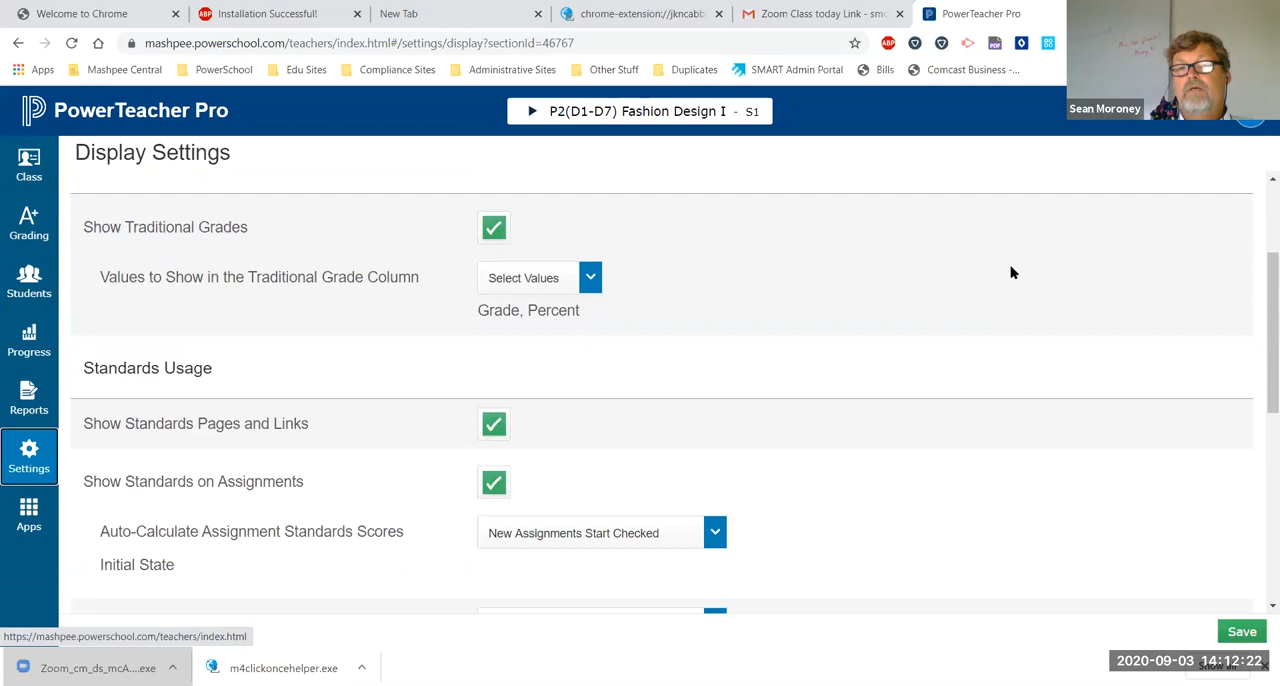 Welcome to Chrome
ABP Installation Successful!
New Tab
chrome-extension://jkncabb
Zoom Class today Link - smo
PowerTeacher Pro
mashpee.powerschool.com/teachers/index.html#/settings/display?sectionId=46767
ABP
PDF
Apps
Mashpee Central
PowerSchool
Edu Sites
Compliance Sites
Administrative Sites
Other Stuff
Duplicates
SMART Admin Portal
Bills
Comcast Business -...
Sean Moroney
PowerTeacher Pro
P2(D1-D7) Fashion Design I - S1
Class
Grading
Students
Progress
Reports
Settings
Apps
Display Settings
Show Traditional Grades
Values to Show in the Traditional Grade Column
Select Values
Grade, Percent
Standards Usage
Show Standards Pages and Links
Show Standards on Assignments
Auto-Calculate Assignment Standards Scores
Initial State
New Assignments Start Checked
Save
https://mashpee.powerschool.com/teachers/index.html
Zoom_cm_ds_mcA....exe
m4clickoncehelper.exe
Show all
2020-09-03 14:12:22